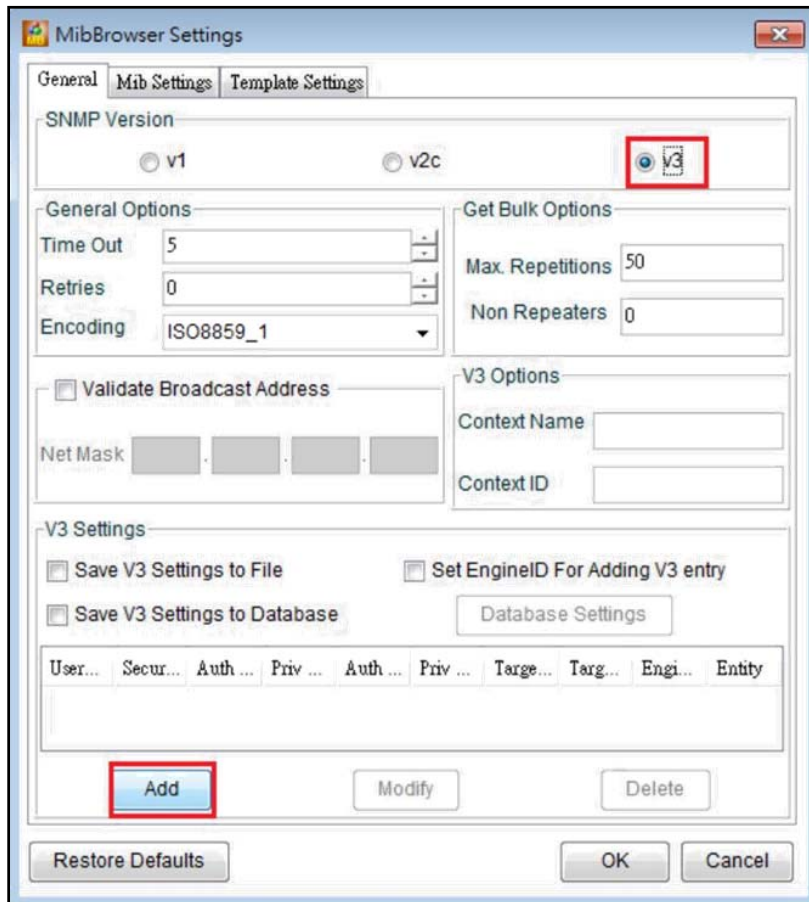 MibBrowser Settings
General Mib Settings Template Settings
SNMP Version
v1 v2c v3
General Options
Time Out 5
Retries 0
Encoding ISO8859_1
Get Bulk Options
Max. Repetitions 50
Non Repeaters 0
Validate Broadcast Address
Net Mask . . .
V3 Options
Context Name
Context ID
V3 Settings
Save V3 Settings to File Set EngineID For Adding V3 entry
Save V3 Settings to Database Database Settings
User... Secur... Auth ... Priv ... Auth ... Priv ... Targe... Targ... Engi... Entity
Add Modify Delete
Restore Defaults OK Cancel